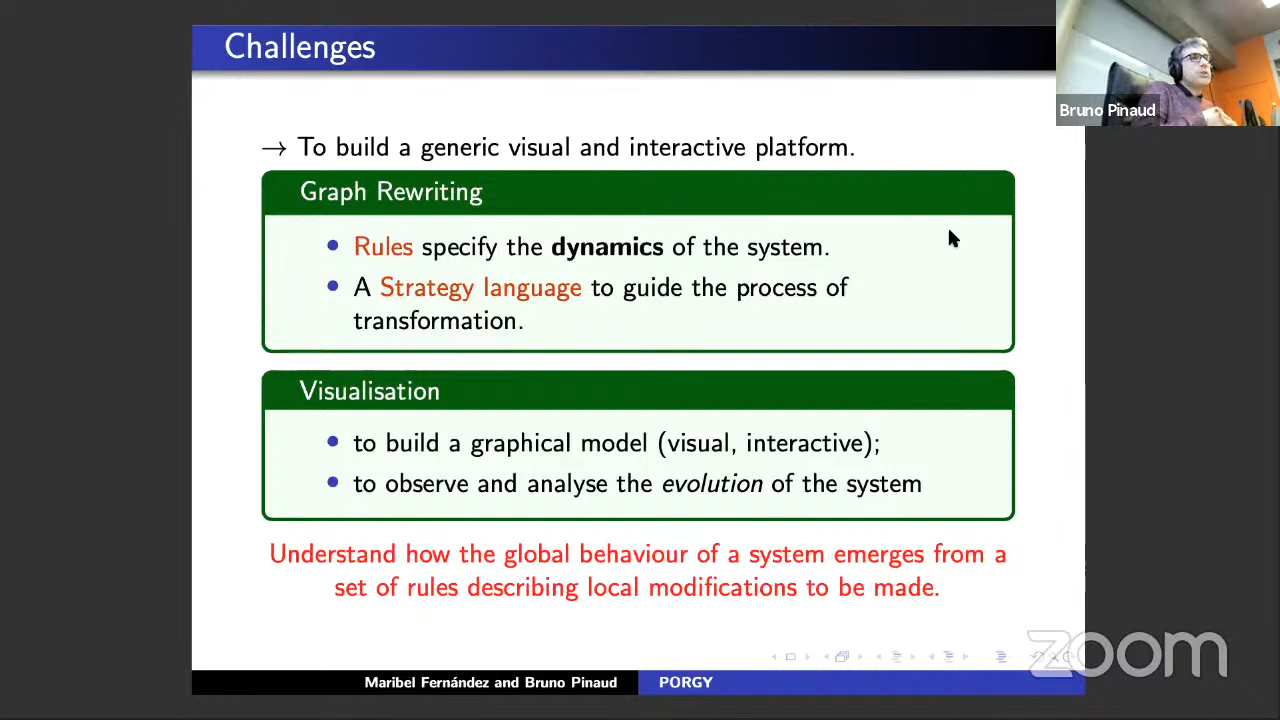 Challenges
Bruno Pinaud
→ To build a generic visual and interactive platform.
Graph Rewriting
• Rules specify the dynamics of the system.
• A Strategy language to guide the process of
transformation.
Visualisation
• to build a graphical model (visual, interactive);
• to observe and analyse the evolution of the system
Understand how the global behaviour of a system emerges from a
set of rules describing local modifications to be made.
zoom
Maribel Fernández and Bruno Pinaud
PORGY